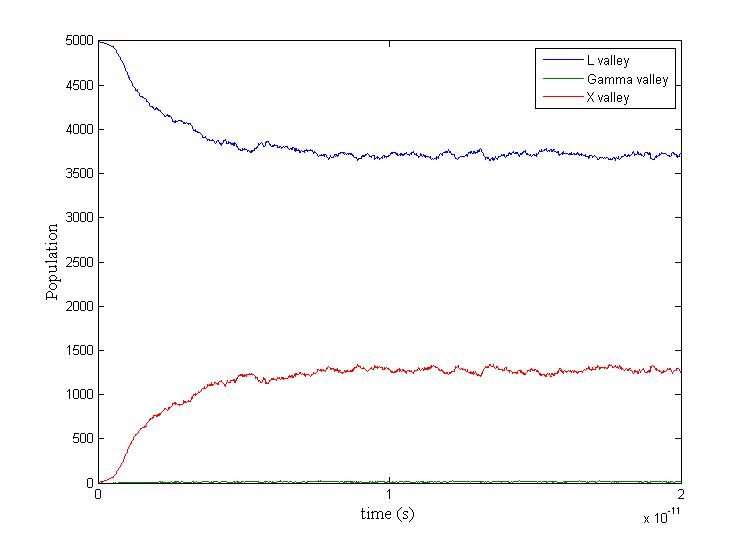 5000
4500
4000
3500
3000
2500
2000
1500
1000
500
0
Population
L valley
Gamma valley
X valley
0
1
2
time (s)
x 10^-11